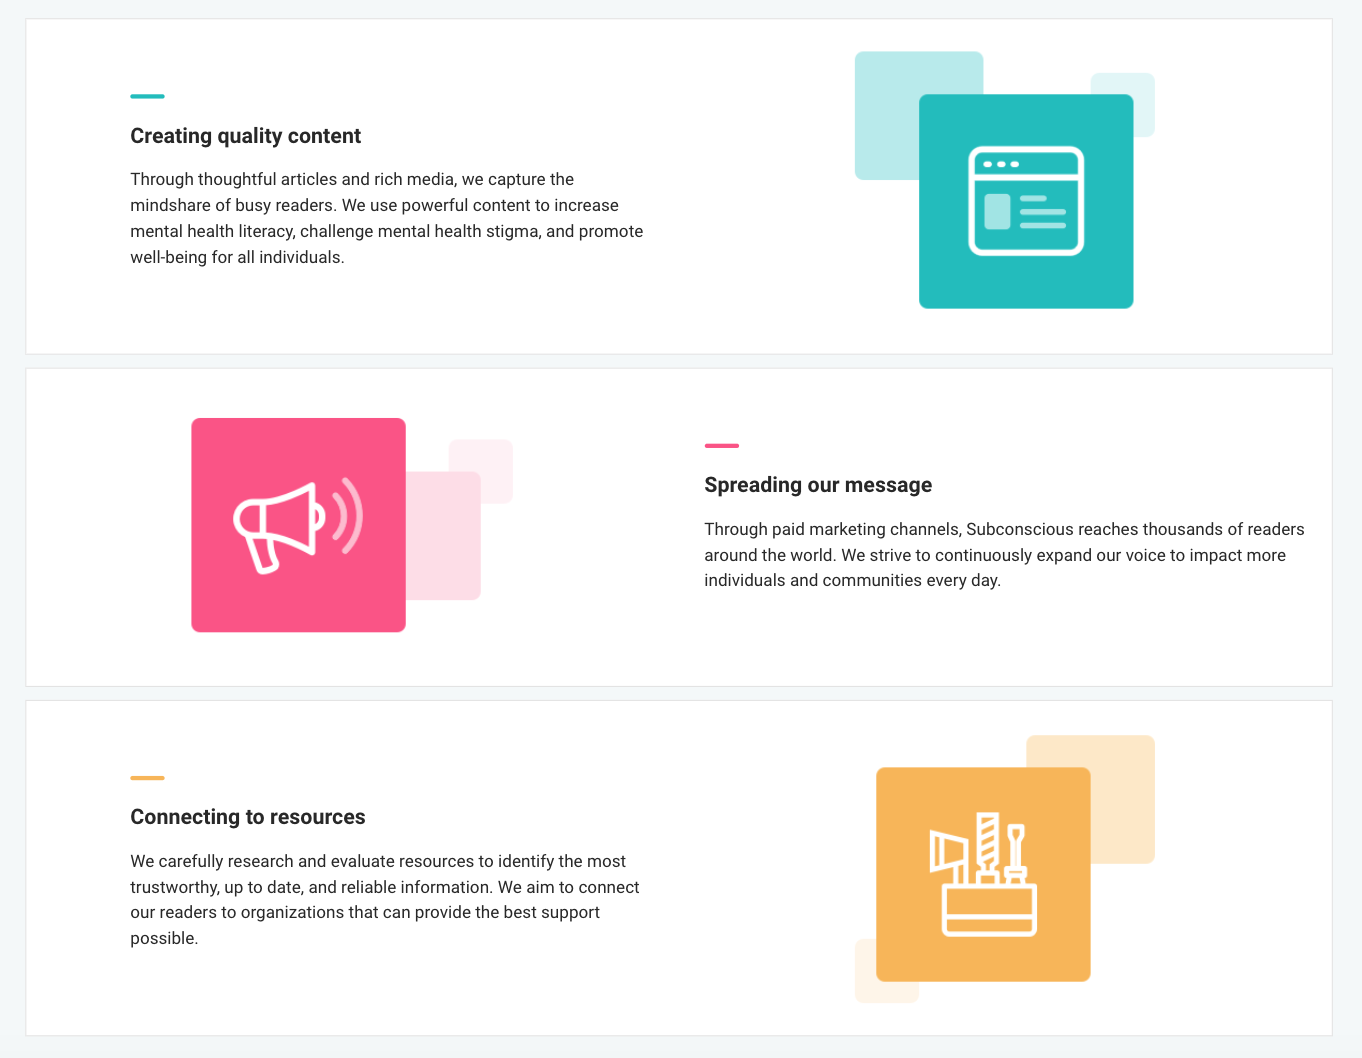 Creating quality content
Through thoughtful articles and rich media, we capture the
mindshare of busy readers. We use powerful content to increase
mental health literacy, challenge mental health stigma, and promote
well-being for all individuals.
Spreading our message
Through paid marketing channels, Subconscious reaches thousands of readers
around the world. We strive to continuously expand our voice to impact more
individuals and communities every day.
Connecting to resources
We carefully research and evaluate resources to identify the most
trustworthy, up to date, and reliable information. We aim to connect
our readers to organizations that can provide the best support
possible.